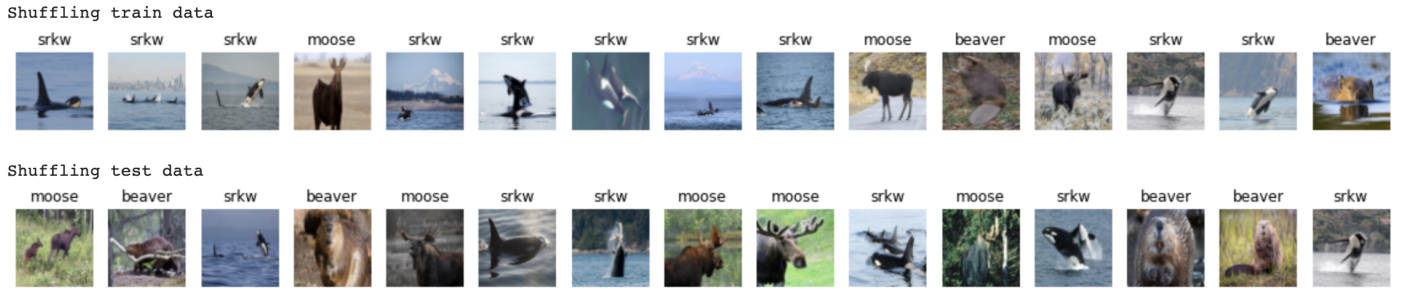 Shuffling train data
srkw srkw srkw moose srkw srkw srkw srkw srkw moose beaver moose srkw srkw beaver
Shuffling test data
moose beaver srkw beaver moose srkw srkw moose moose srkw moose srkw beaver beaver srkw